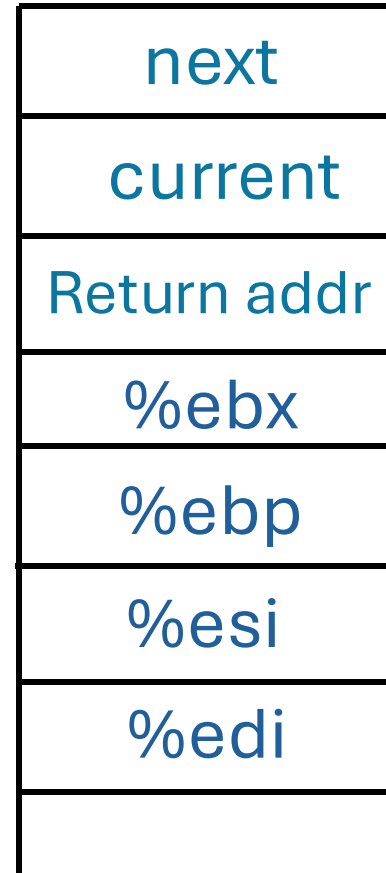 next
current
Return addr
%ebx
%ebp
%esi
%edi